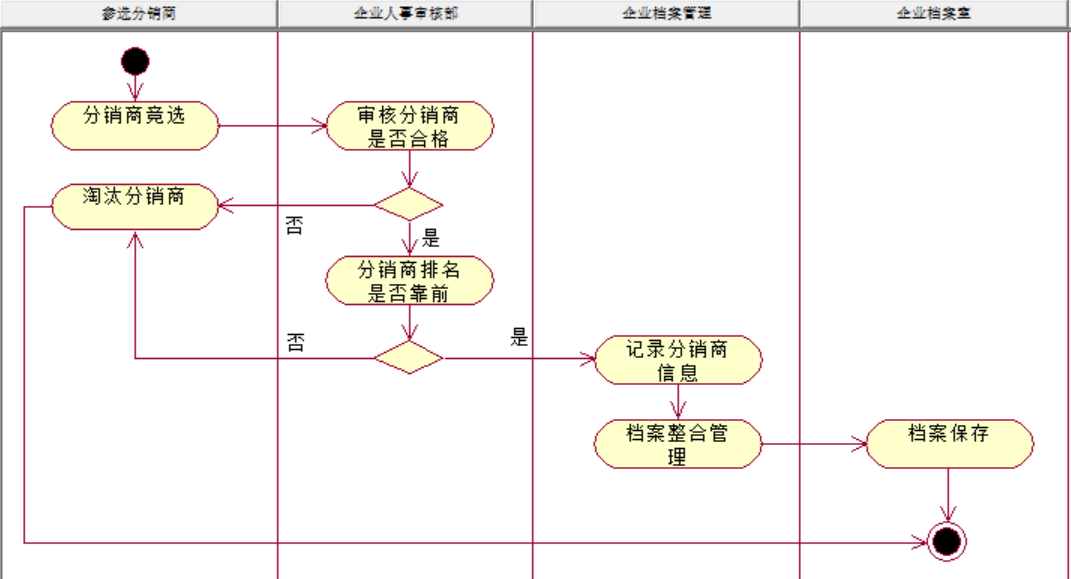 参选分销商
企业人事审核部
企业档案管理
企业档案室
分销商竞选
审核分销商
是否合格
淘汰分销商
否
是
分销商排名
是否靠前
否
是
记录分销商
信息
档案整合管
理
档案保存